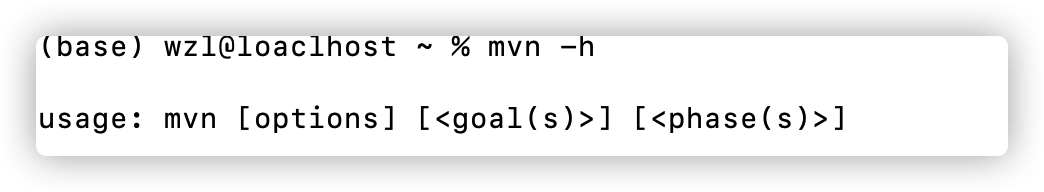 (base) wzl@loaclhost ~ % mvn -h
usage: mvn [options] [<goal(s)>] [<phase(s)>]